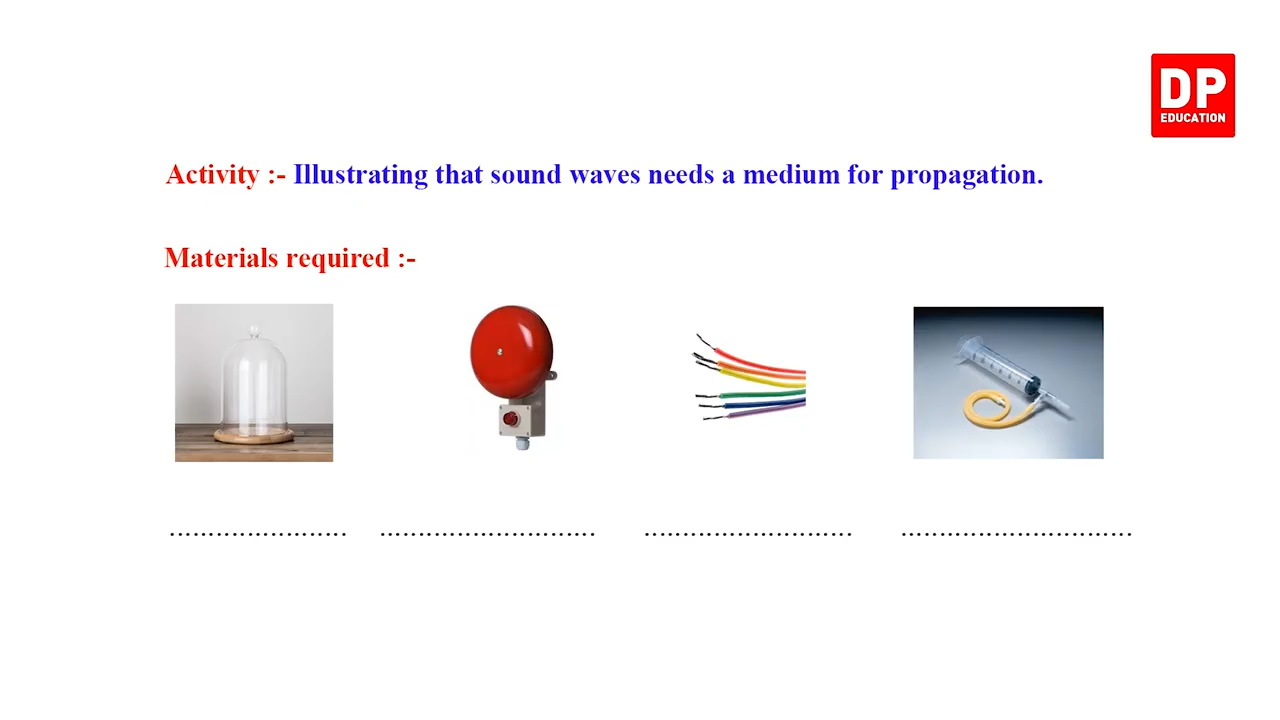 DP
EDUCATION
Activity :- Illustrating that sound waves needs a medium for propagation.
Materials required :-
...................... ........................... .......................... .............................